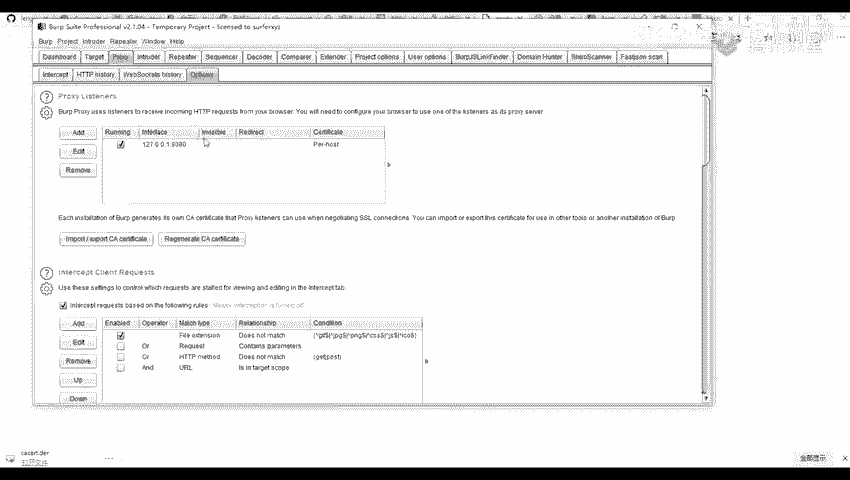 Burp Suite Professional v2.1.04 - Temporary Project - licensed to surferxyz
Burp Project Intruder Repeater Window Help
Dashboard Target Proxy Intruder Repeater Sequencer Decoder Comparer Extender Project options User options BurpJSLinkFinder Domain Hunter ShiroScanner Fastjson scan
Intercept HTTP history WebSockets history Options
Proxy Listeners
Burp Proxy uses listeners to receive incoming HTTP requests from your browser. You will need to configure your browser to use one of the listeners as its proxy server
Add Running Interface Invisible Redirect Certificate
127.0.0.1:8080 Per-host
Edit
Remove
Each installation of Burp generates its own CA certificate that Proxy listeners can use when negotiating SSL connections. You can import or export this certificate for use in other tools or another installation of Burp
Import / export CA certificate Regenerate CA certificate
Intercept Client Requests
Use these settings to control which requests are stalled for viewing and editing in the Intercept tab.
Intercept requests based on the following rules: Master interception is turned off
Add Enabled Operator Match type Relationship Condition
File extension Does not match (^gif$|^jpg$|^png$|^css$|^js$|^ico$)
Edit Or Request Contains parameters
Remove Or HTTP method Does not match (get|post)
And URL Is in target scope
Up
Down
cacert.der
打开文件
全部显示